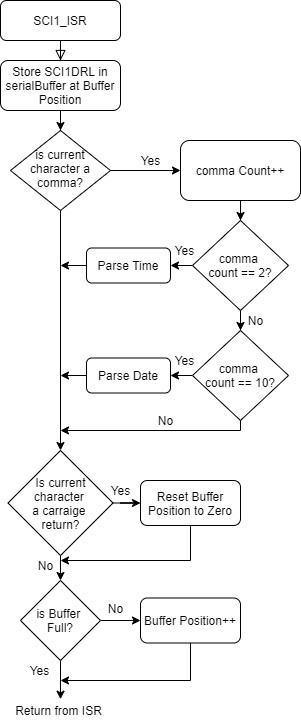 SCI1_ISR
Store SCI1DRL in
serialBuffer at Buffer
Position
is current
character a
comma?
Yes
comma Count++
comma
count == 2?
Yes
Parse Time
No
comma
count == 10?
Yes
Parse Date
No
Is current
character
a carraige
return?
Yes
Reset Buffer
Position to Zero
No
is Buffer
Full?
No
Buffer Position++
Yes
Return from ISR